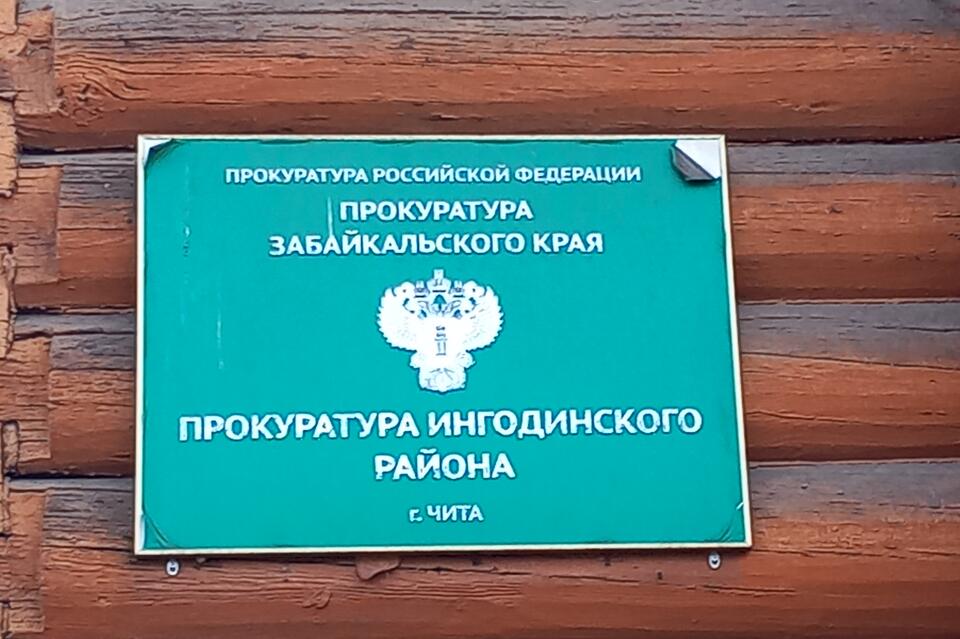 ПРОКУРАТУРА РОССИЙСКОЙ ФЕДЕРАЦИИ
ПРОКУРАТУРА
ЗАБАЙКАЛЬСКОГО КРАЯ
ПРОКУРАТУРА ИНГОДИНСКОГО
РАЙОНА
г. ЧИТА